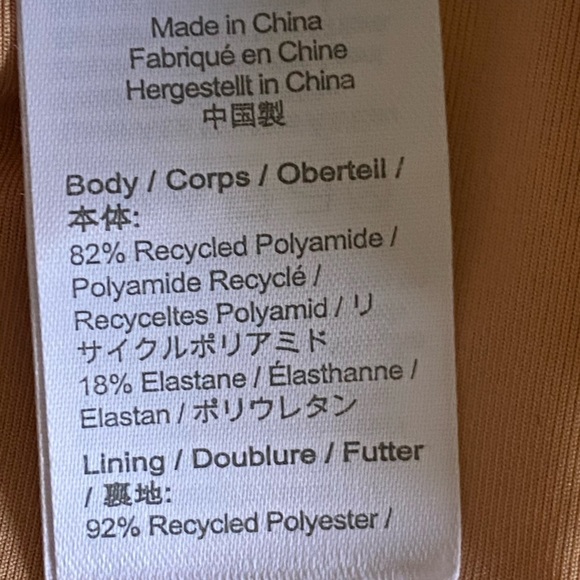 Made in China
Fabriqué en Chine
Hergestellt in China
中国製
Body / Corps / Oberteil /
本体:
82% Recycled Polyamide /
Polyamide Recyclé /
Recyceltes Polyamid / リ
サイクルポリアミド
18% Elastane / Élasthanne /
Elastan / ポリウレタン
Lining / Doublure / Futter
/ 裏地:
92% Recycled Polyester /